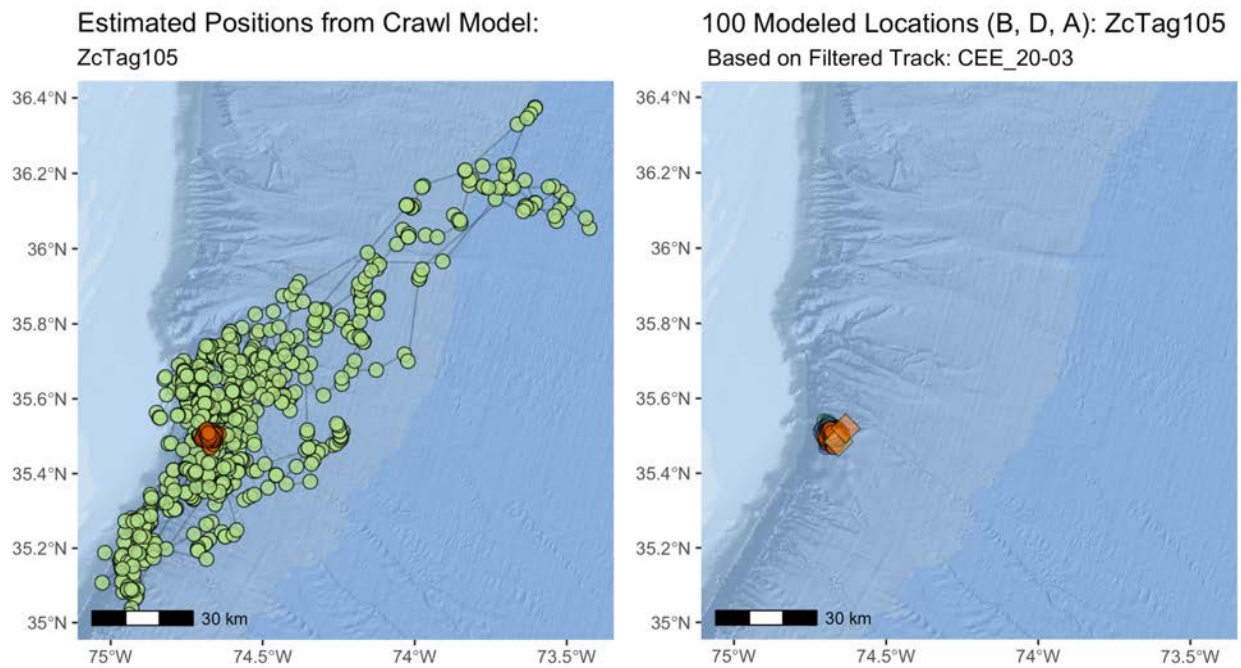 Estimated Positions from Crawl Model:
ZcTag105
36.4°N
36.2°N
36°N
35.8°N
35.6°N
35.4°N
35.2°N
35°N
30 km
75°W
74.5°W
74°W
73.5°W
100 Modeled Locations (B, D, A): ZcTag105
Based on Filtered Track: CEE_20-03
36.4°N
36.2°N
36°N
35.8°N
35.6°N
35.4°N
35.2°N
35°N
30 km
75°W
74.5°W
74°W
73.5°W